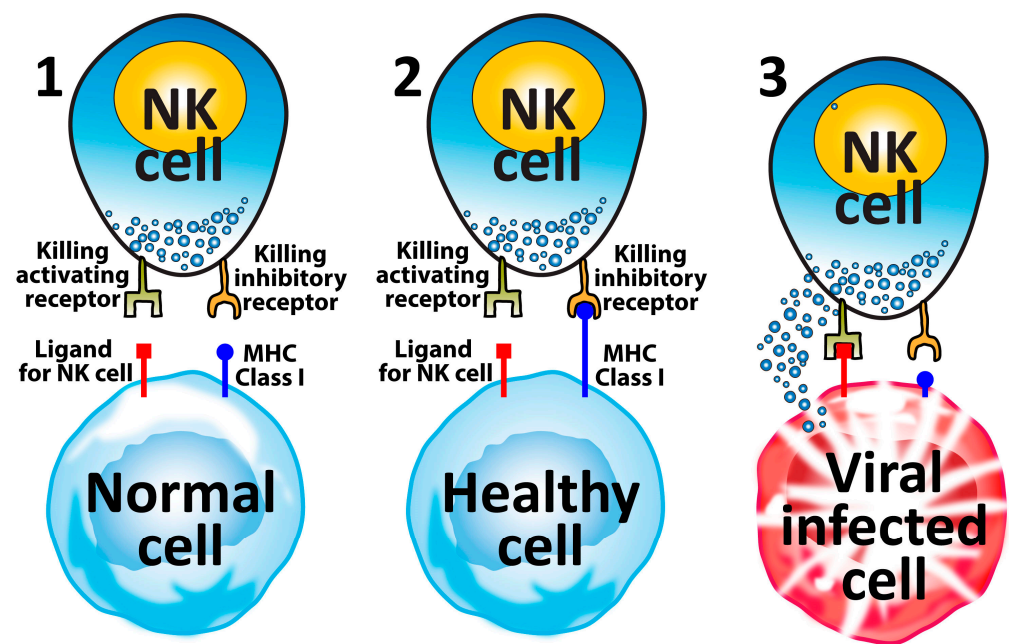 1
NK
cell
Killing
activating
receptor
Killing
inhibitory
receptor
Ligand
for NK cell
MHC
Class I
Normal
cell
2
NK
cell
Killing
activating
receptor
Killing
inhibitory
receptor
Ligand
for NK cell
MHC
Class I
Healthy
cell
3
NK
cell
Viral
infected
cell